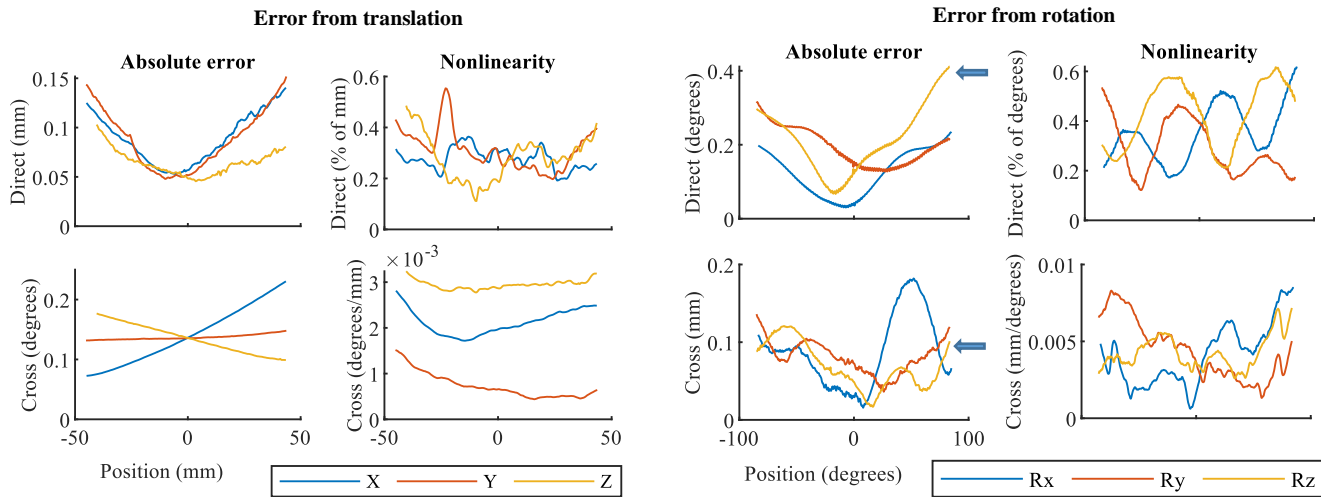 Error from translation
Error from rotation
Absolute error
Nonlinearity
Absolute error
Nonlinearity
Direct (mm)
0.15
0.1
0.05
0
Direct (% of mm)
0.6
0.4
0.2
0
Direct (degrees)
0.4
0.2
0
Direct (% of degrees)
0.6
0.4
0.2
0
Cross (degrees)
0.2
0.1
0
-50
0
50
Cross (degrees/mm)
×10⁻³
3
2
1
0
-50
0
50
Cross (mm)
0.2
0.1
0
-100
0
100
Cross (mm/degrees)
0.01
0.005
0
Position (mm)
X
Y
Z
Position (degrees)
Rx
Ry
Rz